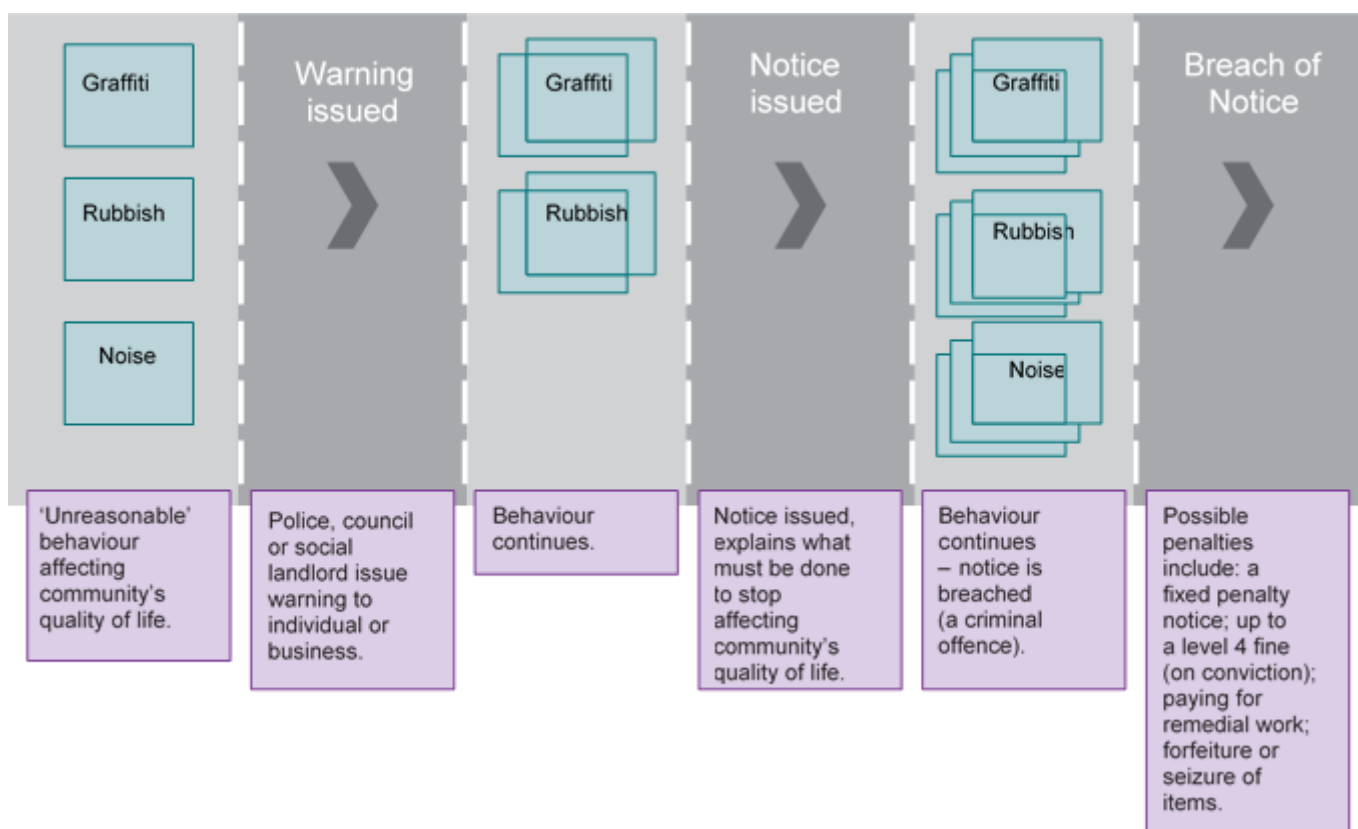 Graffiti
Rubbish
Noise
Warning
issued
Graffiti
Rubbish
Notice
issued
Graffiti
Rubbish
Noise
Breach of
Notice
‘Unreasonable’
behaviour
affecting
community’s
quality of life.
Police, council
or social
landlord issue
warning to
individual or
business.
Behaviour
continues.
Notice issued,
explains what
must be done
to stop
affecting
community’s
quality of life.
Behaviour
continues
– notice is
breached
(a criminal
offence).
Possible
penalties
include: a
fixed penalty
notice; up to
a level 4 fine
(on conviction);
paying for
remedial work;
forfeiture or
seizure of
items.